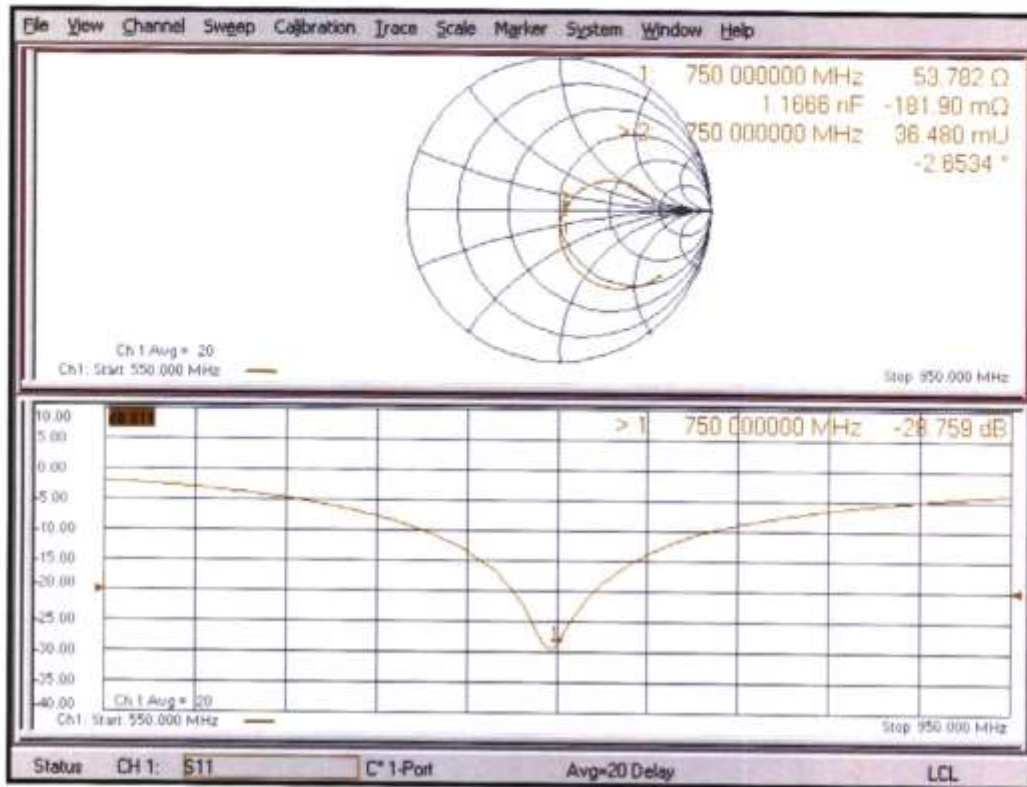 File View Channel Sweep Calibration Trace Scale Marker System Window Help
1: 750.000000 MHz 53.782 Ω
1.1666 nF -181.90 mΩ
> 2: 750.000000 MHz 36.480 mU
-2.6534 °
Ch 1 Avg = 20
Ch1: Start 550.000 MHz
Stop 950.000 MHz
10.00
> 1: 750.000000 MHz -28.759 dB
5.00
0.00
-5.00
-10.00
-15.00
-20.00
-25.00
-30.00
1
-35.00
-40.00
Ch 1 Avg = 20
Ch1: Start 550.000 MHz
Stop 950.000 MHz
Status CH 1: S11 C* 1-Port Avg=20 Delay LCL